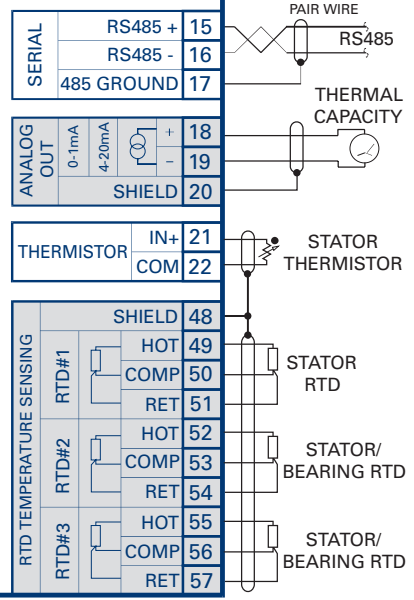 PAIR WIRE
SERIAL
RS485 + 15
RS485 - 16
485 GROUND 17
RS485
ANALOG
OUT
0-1mA
4-20mA
+ 18
- 19
SHIELD 20
THERMAL
CAPACITY
THERMISTOR
IN+ 21
COM 22
STATOR
THERMISTOR
RTD TEMPERATURE SENSING
SHIELD 48
RTD#1
HOT 49
COMP 50
RET 51
STATOR
RTD
RTD#2
HOT 52
COMP 53
RET 54
STATOR/
BEARING RTD
RTD#3
HOT 55
COMP 56
RET 57
STATOR/
BEARING RTD